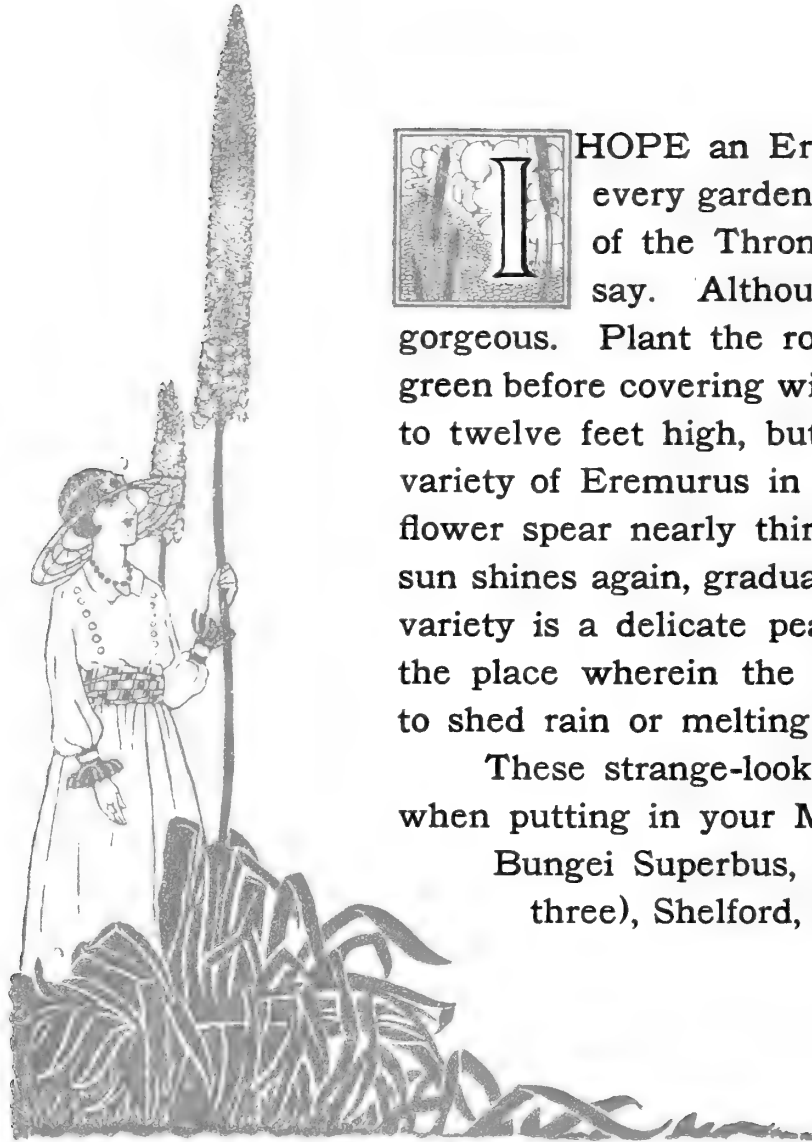 I HOPE an Er
every garden
of the Thron
say. Althou
gorgeous. Plant the ro
green before covering wi
to twelve feet high, but
variety of Eremurus in
flower spear nearly thir
sun shines again, gradua
variety is a delicate pea
the place wherein the
to shed rain or melting
These strange-look
when putting in your M
Bungei Superbus,
three), Shelford,